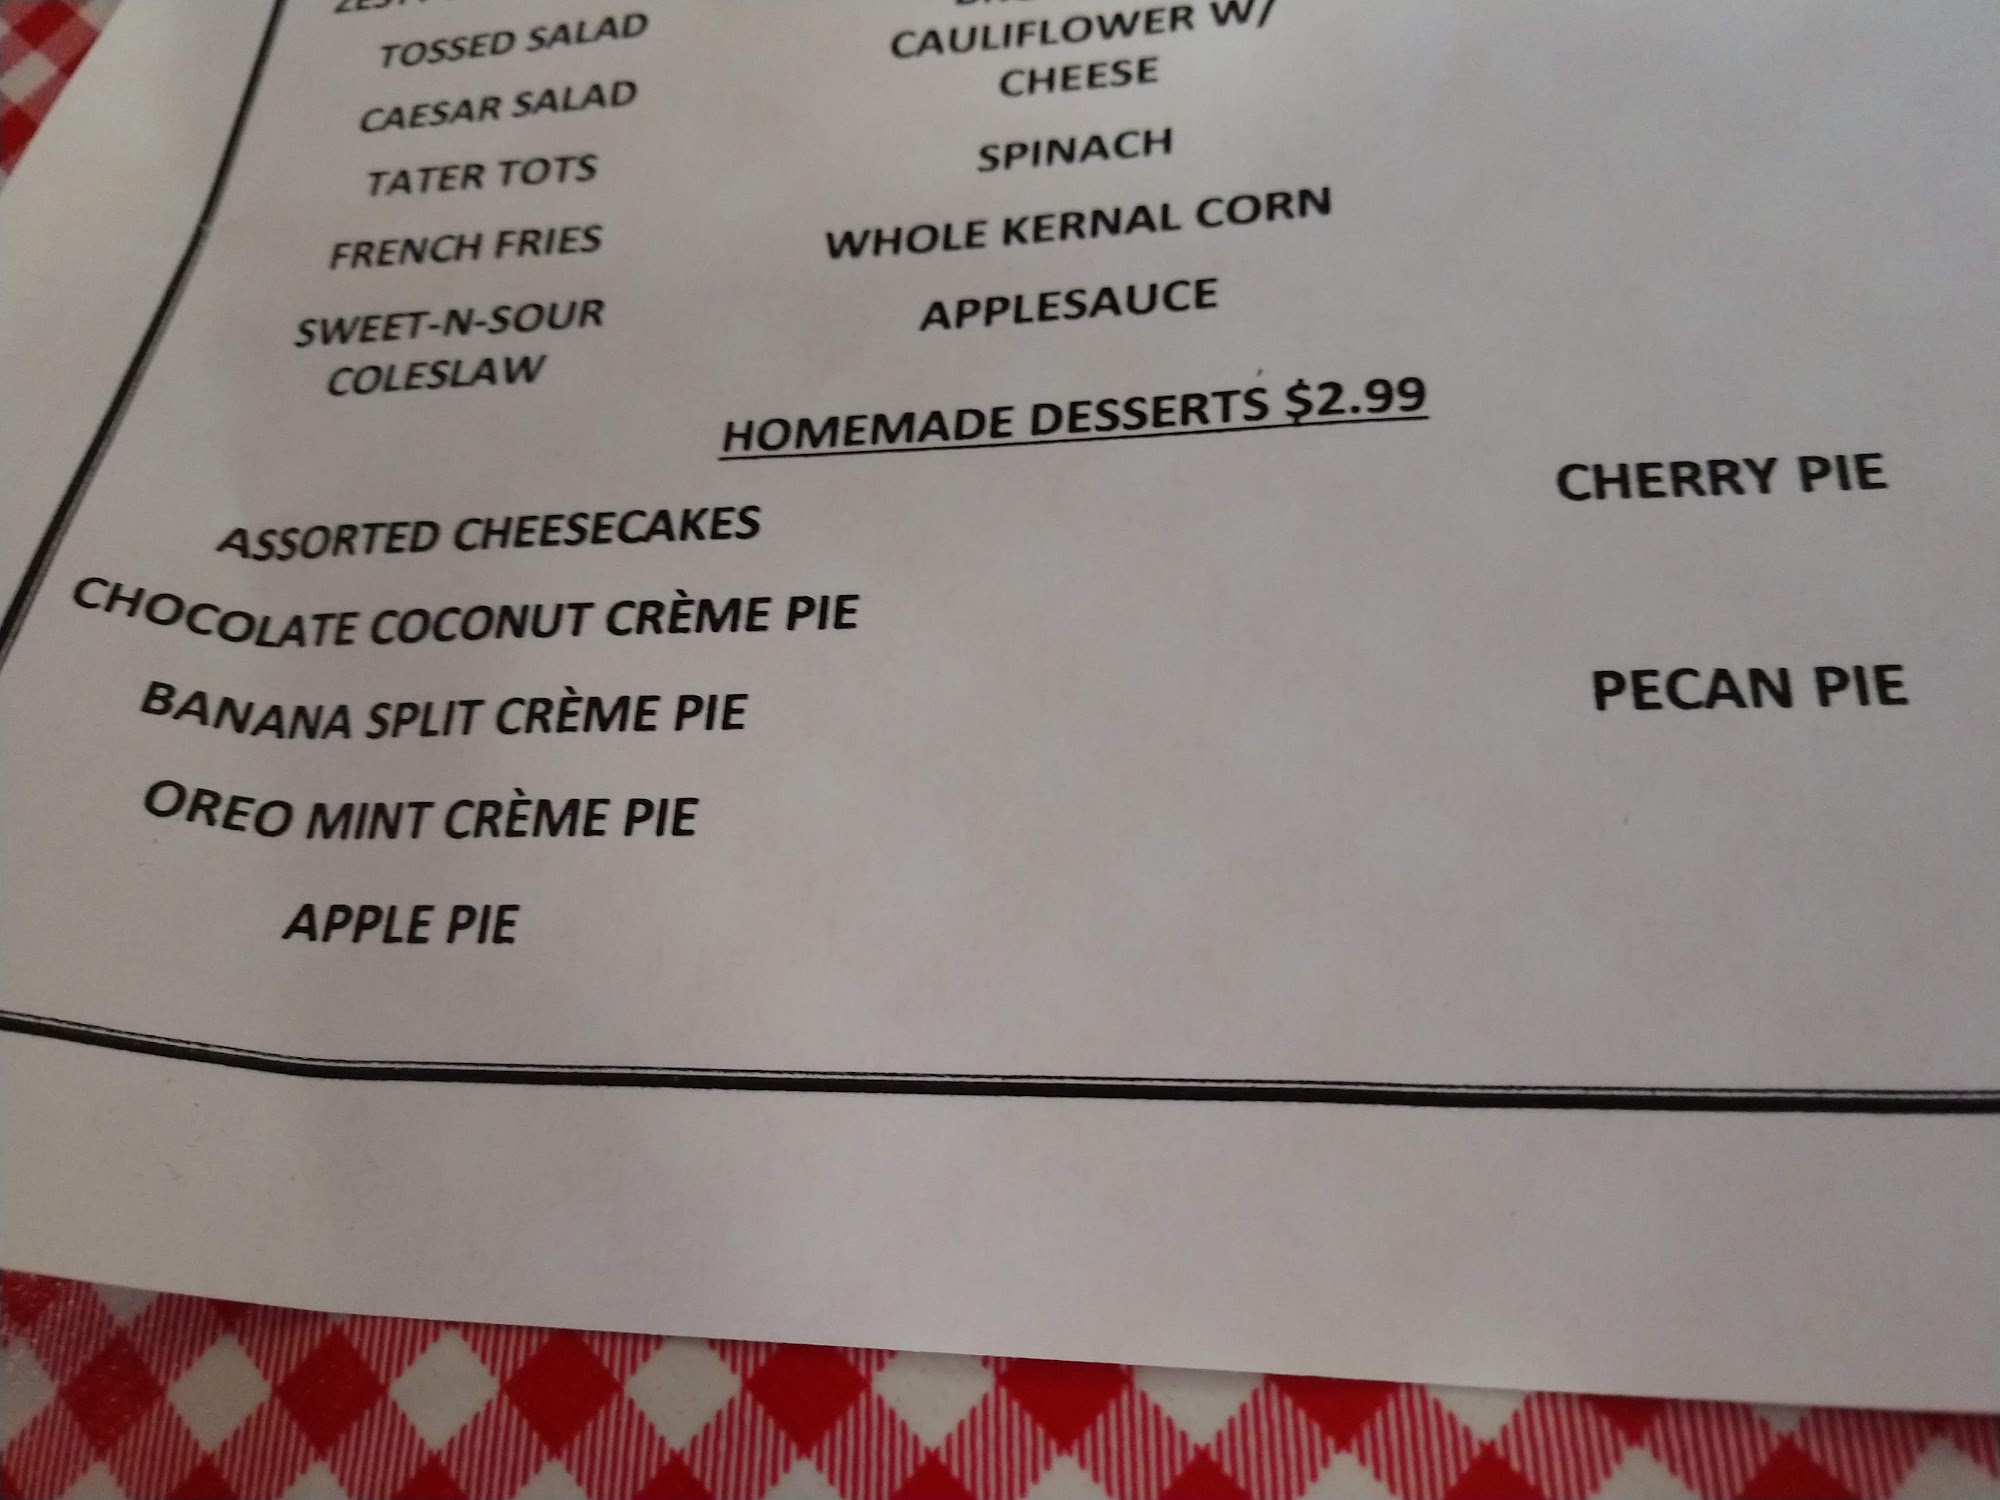 TOSSED SALAD
CAESAR SALAD
TATER TOTS
FRENCH FRIES
SWEET-N-SOUR
COLESLAW
CAULIFLOWER W/
CHEESE
SPINACH
WHOLE KERNAL CORN
APPLESAUCE
HOMEMADE DESSERTS $2.99
ASSORTED CHEESECAKES
CHOCOLATE COCONUT CRÈME PIE
BANANA SPLIT CRÈME PIE
OREO MINT CRÈME PIE
APPLE PIE
CHERRY PIE
PECAN PIE